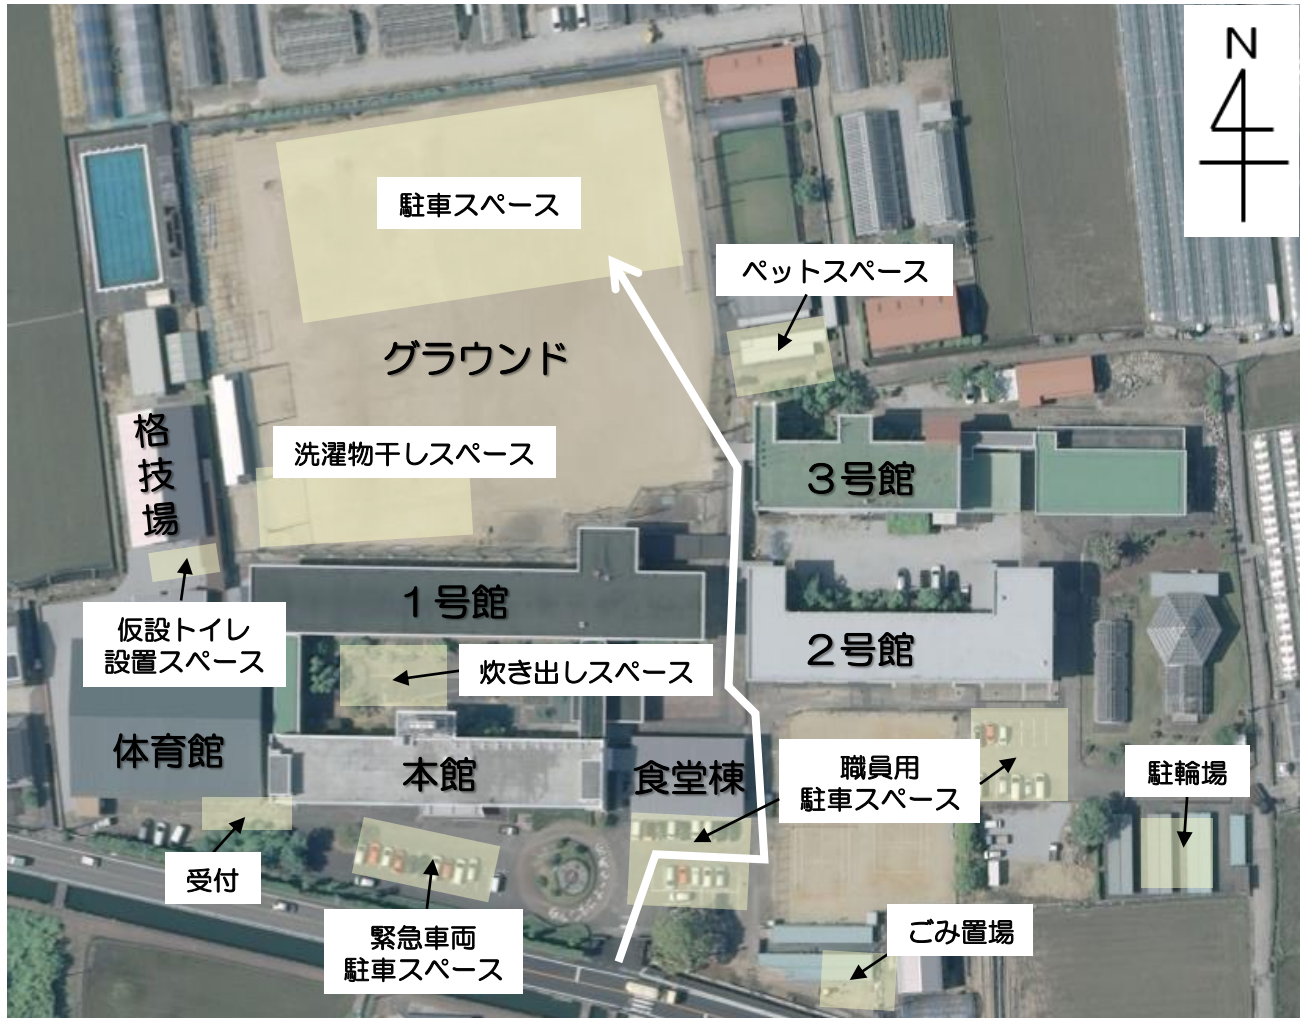 N
駐車スペース
ペットスペース
グラウンド
格
技
場
洗濯物干しスペース
３号館
仮設トイレ
設置スペース
１号館
２号館
炊き出しスペース
体育館
本館
食堂棟
職員用
駐車スペース
駐輪場
受付
緊急車両
駐車スペース
ごみ置場